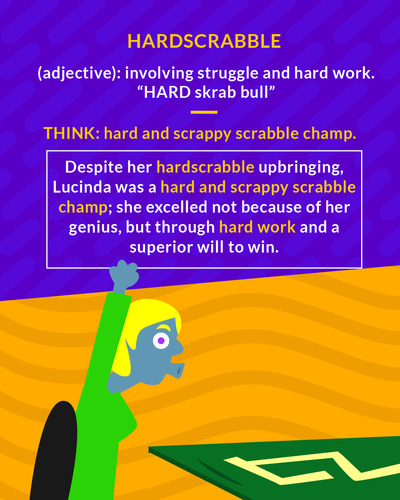 HARDSCRABBLE
(adjective): involving struggle and hard work.
“HARD skrab bull”
THINK: hard and scrappy scrabble champ.
Despite her hardscrabble upbringing,
Lucinda was a hard and scrappy scrabble
champ; she excelled not because of her
genius, but through hard work and a
superior will to win.